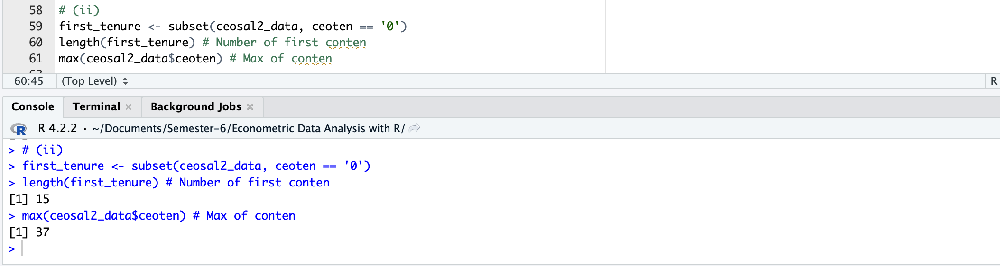 58 # (ii)
59 first_tenure <- subset(ceosal2_data, ceoten == '0')
60 length(first_tenure) # Number of first conten
61 max(ceosal2_data$ceoten) # Max of conten
60:45 (Top Level) R
Console Terminal Background Jobs
R R 4.2.2 · ~/Documents/Semester-6/Econometric Data Analysis with R/
> # (ii)
> first_tenure <- subset(ceosal2_data, ceoten == '0')
> length(first_tenure) # Number of first conten
[1] 15
> max(ceosal2_data$ceoten) # Max of conten
[1] 37
>